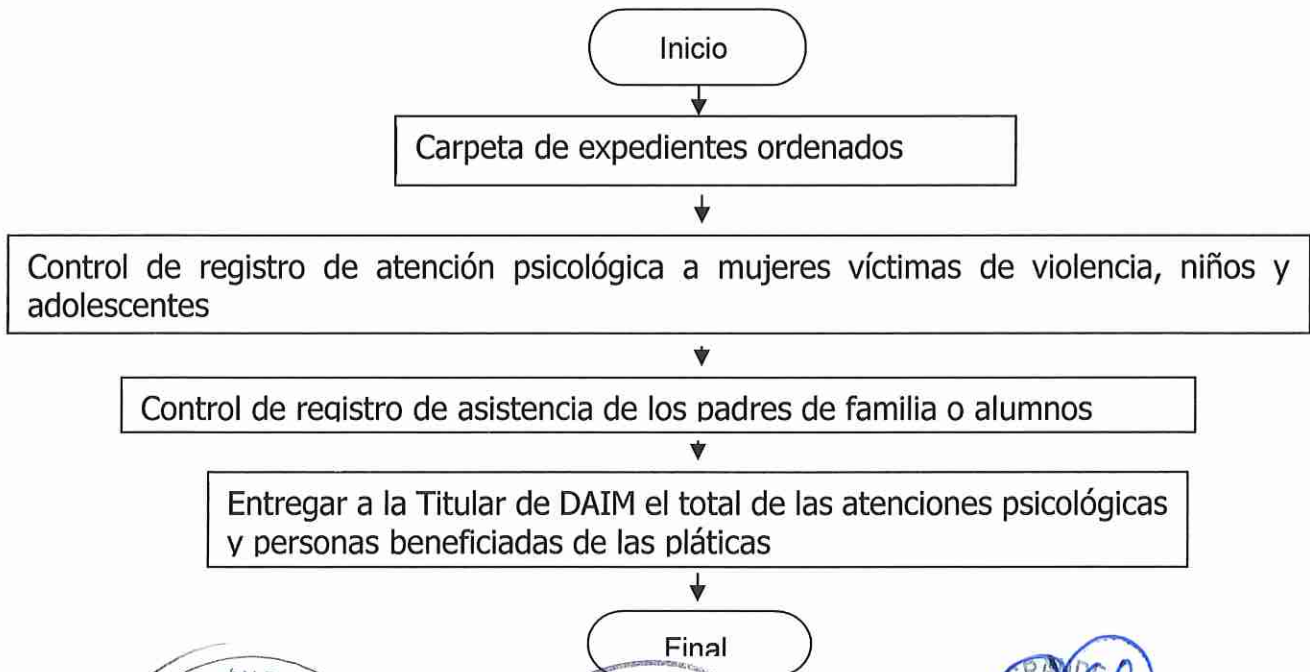 Inicio
Carpeta de expedientes ordenados
Control de registro de atención psicológica a mujeres víctimas de violencia, niños y
adolescentes
Control de registro de asistencia de los padres de familia o alumnos
Entregar a la Titular de DAIM el total de las atenciones psicológicas
y personas beneficiadas de las pláticas
Final